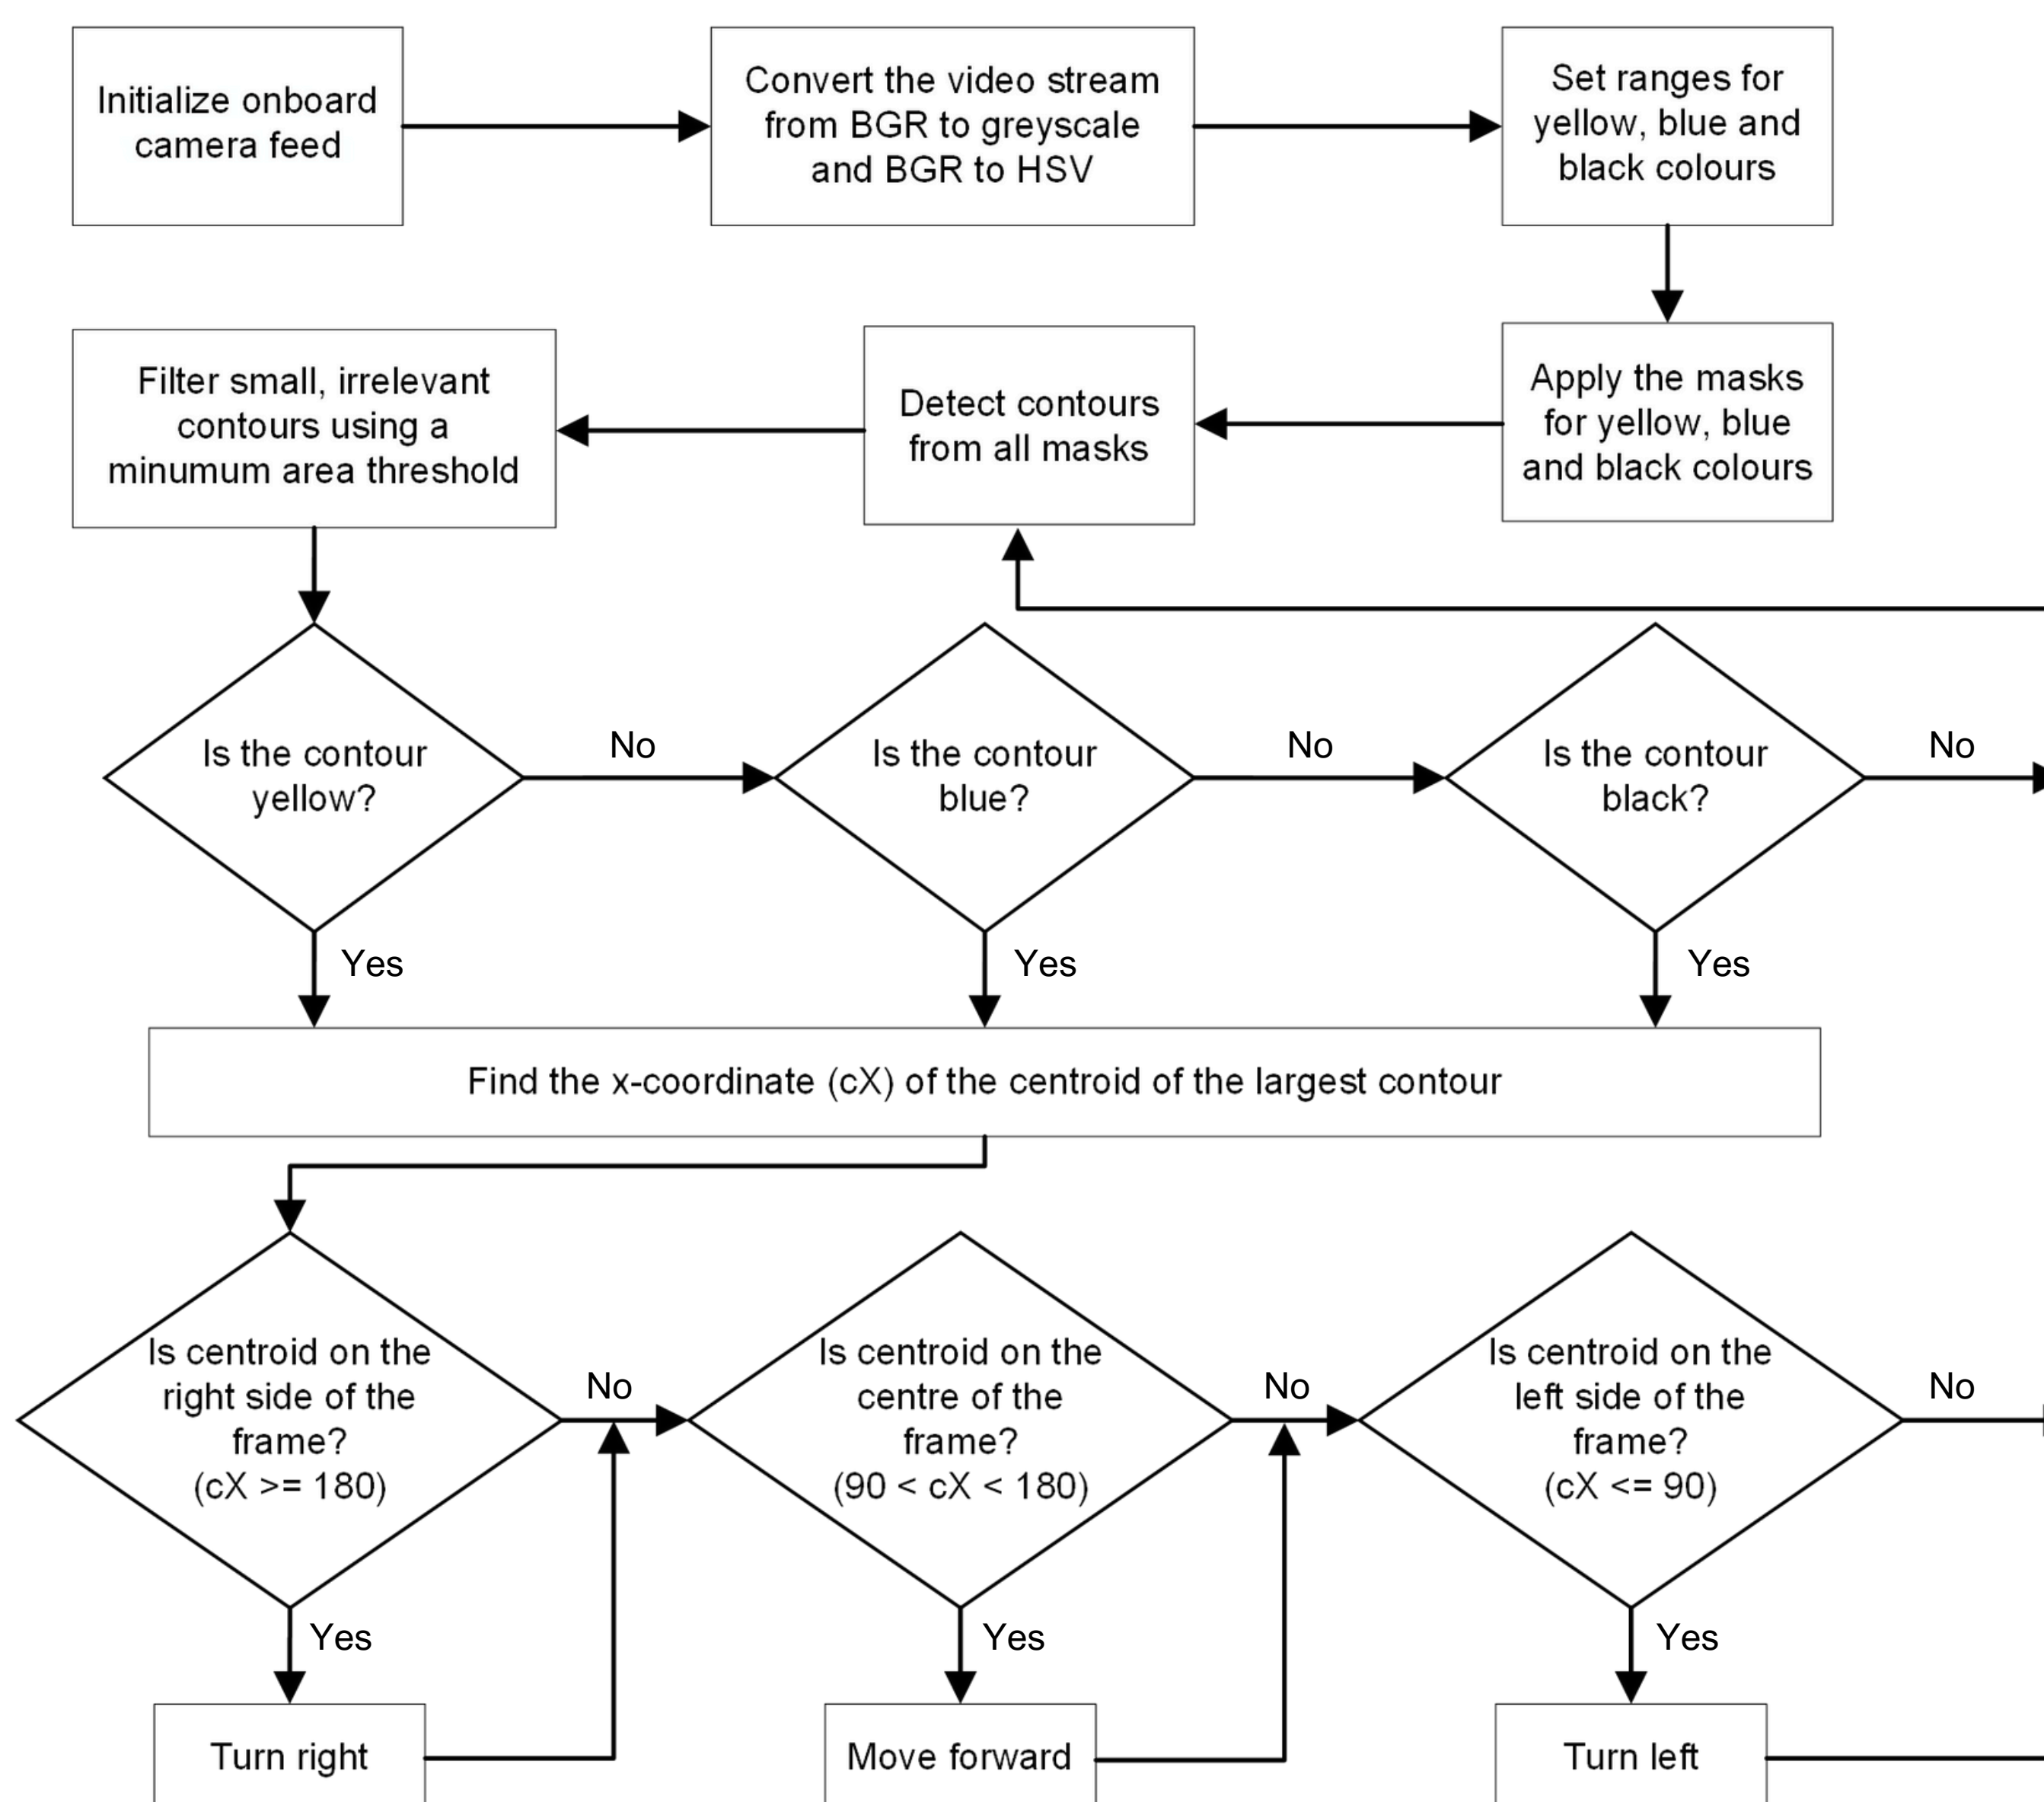 Initialize onboard
camera feed
Convert the video stream
from BGR to greyscale
and BGR to HSV
Set ranges for
yellow, blue and
black colours
Filter small, irrelevant
contours using a
minumum area threshold
Detect contours
from all masks
Apply the masks
for yellow, blue
and black colours
Is the contour
yellow?
No
Is the contour
blue?
No
Is the contour
black?
No
Yes
Yes
Yes
Find the x-coordinate (cX) of the centroid of the largest contour
Is centroid on the
right side of the
frame?
(cX >= 180)
No
Is centroid on the
centre of the
frame?
(90 < cX < 180)
No
Is centroid on the
left side of the
frame?
(cX <= 90)
No
Yes
Yes
Yes
Turn right
Move forward
Turn left